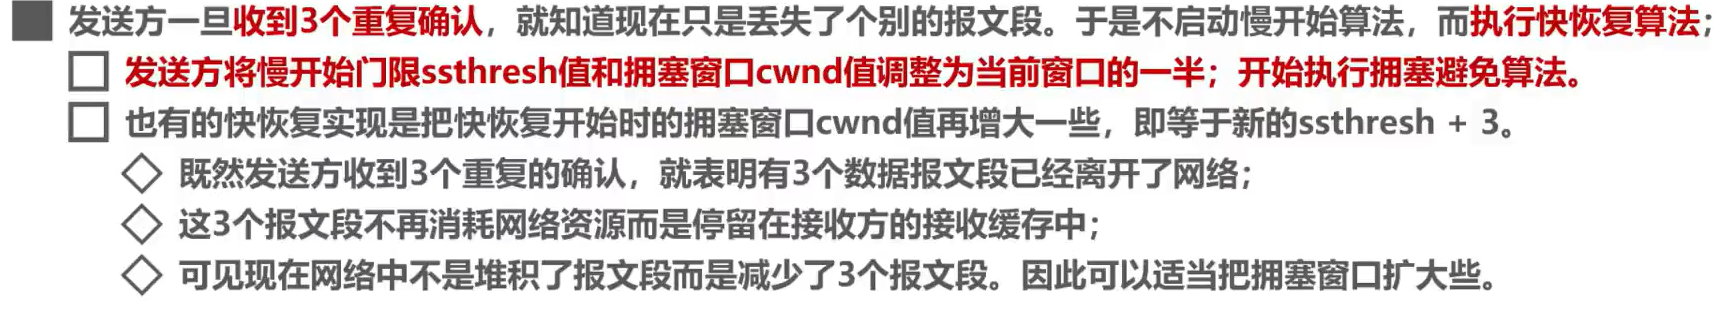 发送方一旦收到3个重复确认，就知道现在只是丢失了个别的报文段。于是不启动慢开始算法，而执行快恢复算法；
发送方将慢开始门限ssthresh值和拥塞窗口cwnd值调整为当前窗口的一半；开始执行拥塞避免算法。
也有的快恢复实现是把快恢复开始时的拥塞窗口cwnd值再增大一些，即等于新的ssthresh + 3。
既然发送方收到3个重复的确认，就表明有3个数据报文段已经离开了网络；
这3个报文段不再消耗网络资源而是停留在接收方的接收缓存中；
可见现在网络中不是堆积了报文段而是减少了3个报文段。因此可以适当把拥塞窗口扩大些。